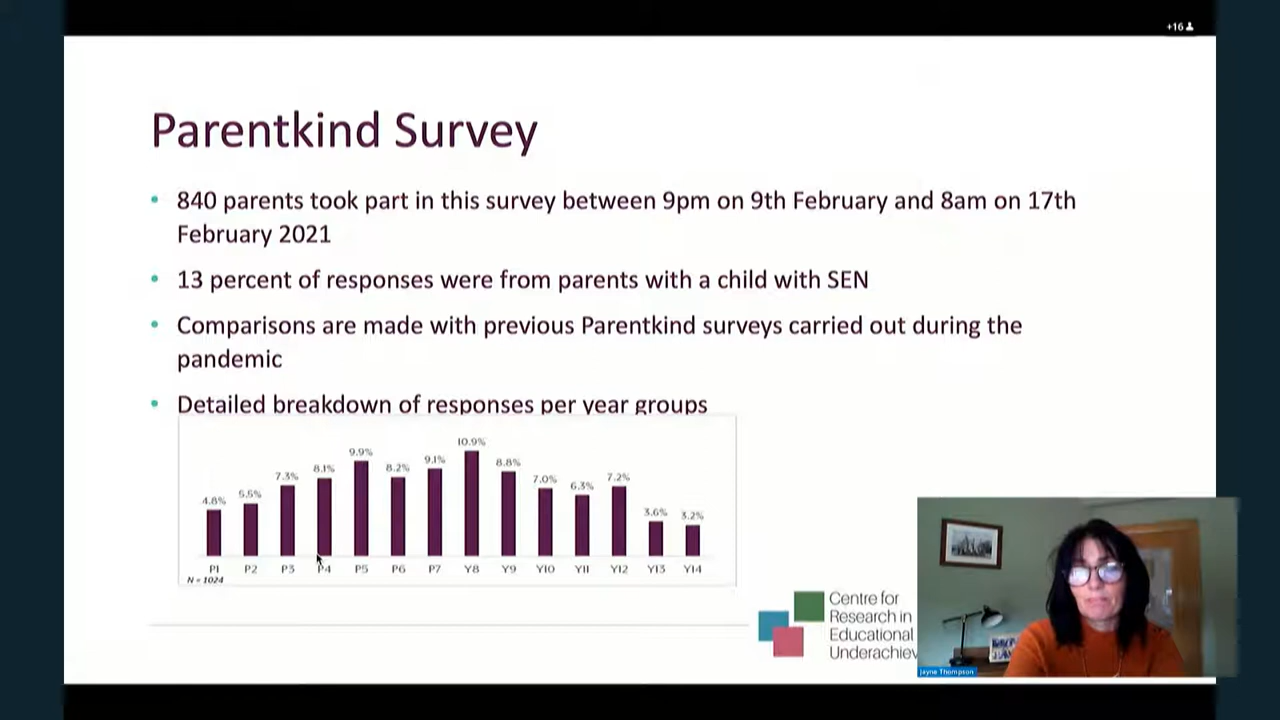 +16
Parentkind Survey
• 840 parents took part in this survey between 9pm on 9th February and 8am on 17th
February 2021
• 13 percent of responses were from parents with a child with SEN
• Comparisons are made with previous Parentkind surveys carried out during the
pandemic
• Detailed breakdown of responses per year groups
4.8% 5.5% 7.3% 8.1% 9.9% 8.2% 9.1% 10.9% 8.8% 7.0% 6.3% 7.2% 3.6% 3.2%
P1 P2 P3 P4 P5 P6 P7 Y8 Y9 Y10 Y11 Y12 Y13 Y14
N = 1024
Centre for
Research in
Educational
Underachiev
Jayne Thompson